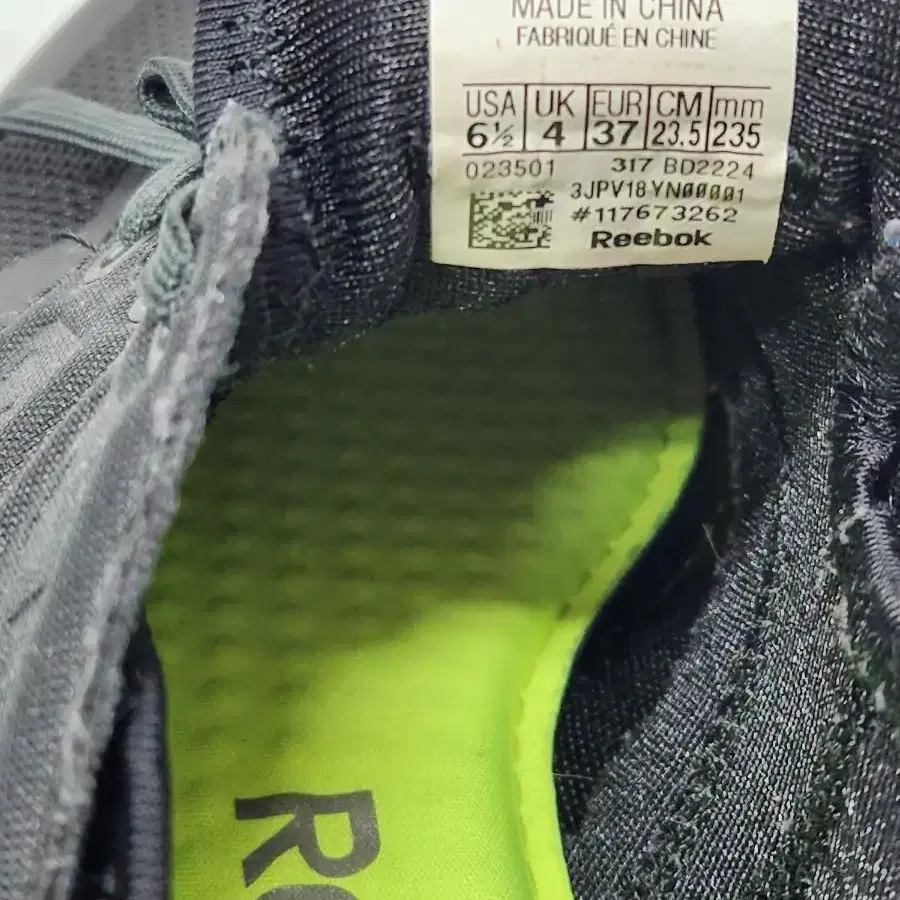 MADE IN CHINA
FABRIQUÉ EN CHINE
USA UK EUR CM mm
6½ 4 37 23.5 235
023501 317 BD2224
3JPV18YN00001
#117673262
Reebok
Re